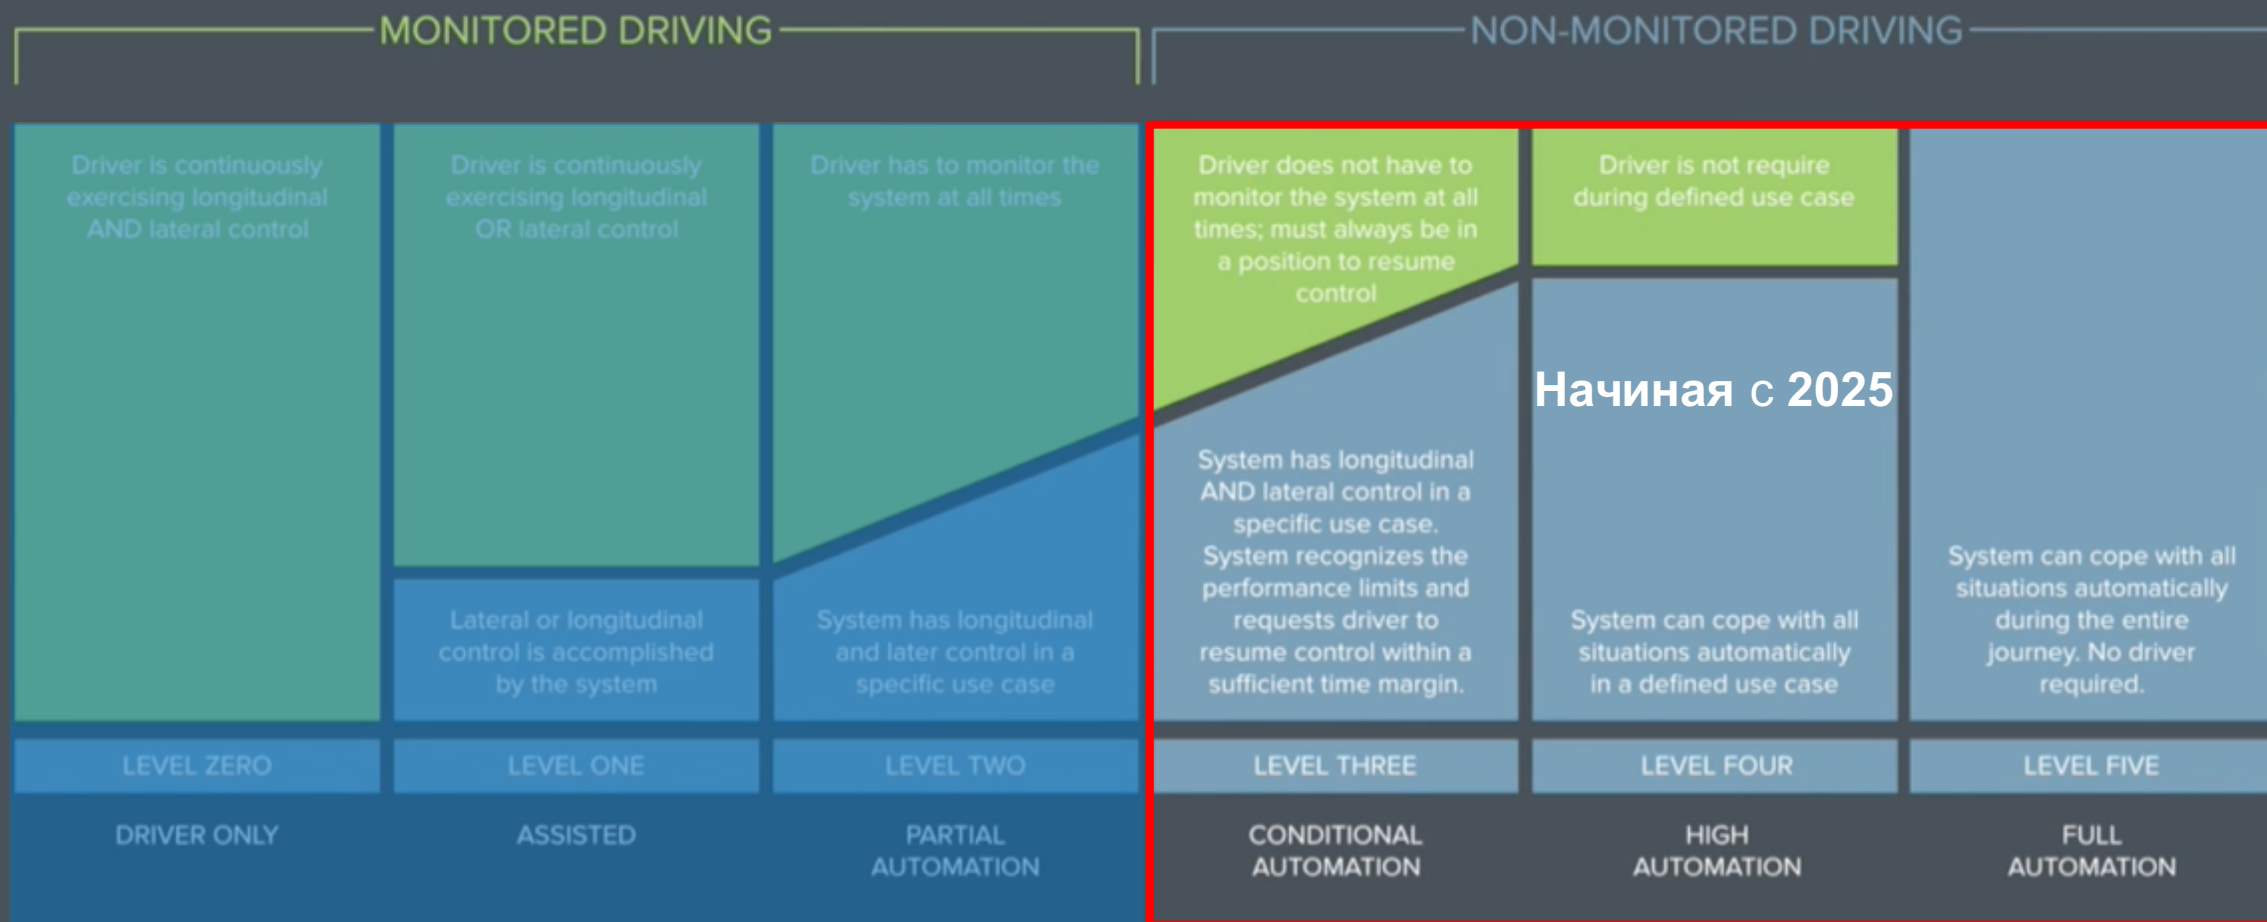 MONITORED DRIVING
NON-MONITORED DRIVING
Driver is continuously
exercising longitudinal
AND lateral control
Driver is continuously
exercising longitudinal
OR lateral control
Lateral or longitudinal
control is accomplished
by the system
Driver has to monitor the
system at all times
System has longitudinal
and later control in a
specific use case
Driver does not have to
monitor the system at all
times; must always be in
a position to resume
control
System has longitudinal
AND lateral control in a
specific use case.
System recognizes the
performance limits and
requests driver to
resume control within a
sufficient time margin.
Driver is not require
during defined use case
Начиная с 2025
System can cope with all
situations automatically
in a defined use case
System can cope with all
situations automatically
during the entire
journey. No driver
required.
LEVEL ZERO
LEVEL ONE
LEVEL TWO
LEVEL THREE
LEVEL FOUR
LEVEL FIVE
DRIVER ONLY
ASSISTED
PARTIAL
AUTOMATION
CONDITIONAL
AUTOMATION
HIGH
AUTOMATION
FULL
AUTOMATION